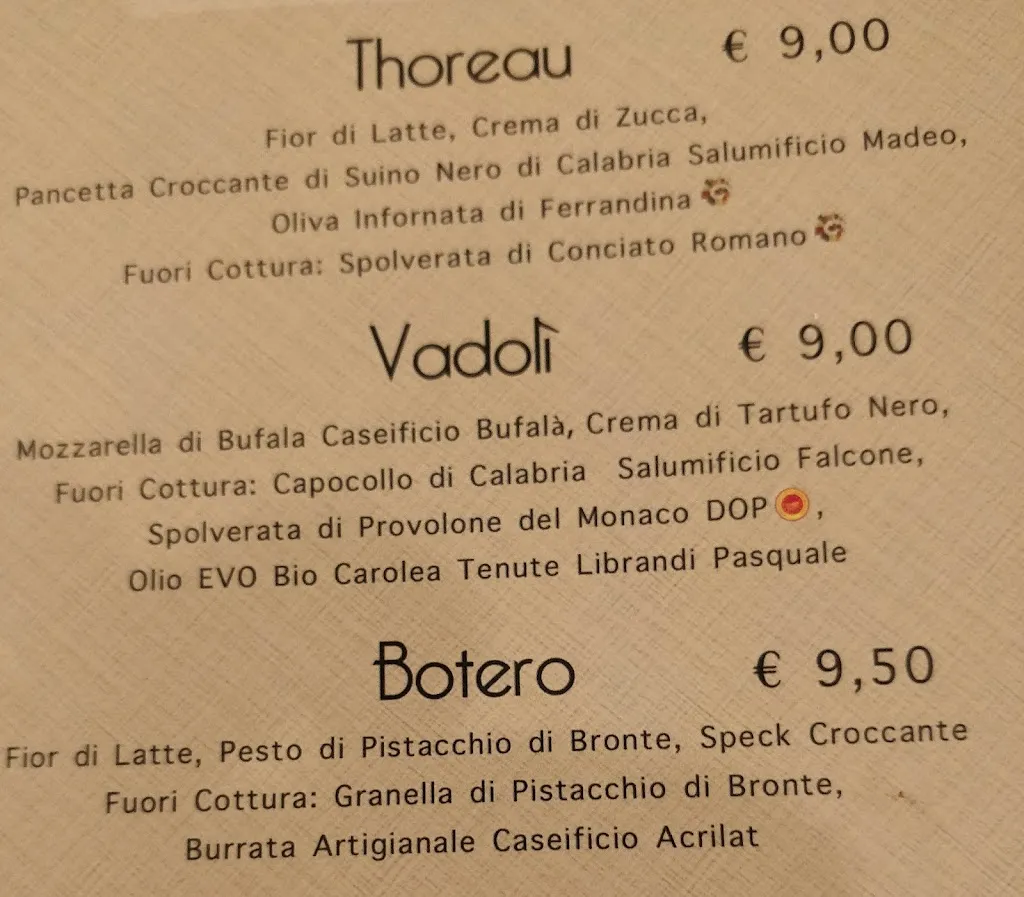 Thoreau € 9,00
Fior di Latte, Crema di Zucca,
Pancetta Croccante di Suino Nero di Calabria Salumificio Madeo,
Oliva Infornata di Ferrandina
Fuori Cottura: Spolverata di Conciato Romano
Vadolì € 9,00
Mozzarella di Bufala Caseificio Bufalà, Crema di Tartufo Nero,
Fuori Cottura: Capocollo di Calabria Salumificio Falcone,
Spolverata di Provolone del Monaco DOP ,
Olio EVO Bio Carolea Tenute Librandi Pasquale
Botero € 9,50
Fior di Latte, Pesto di Pistacchio di Bronte, Speck Croccante
Fuori Cottura: Granella di Pistacchio di Bronte,
Burrata Artigianale Caseificio Acrilat